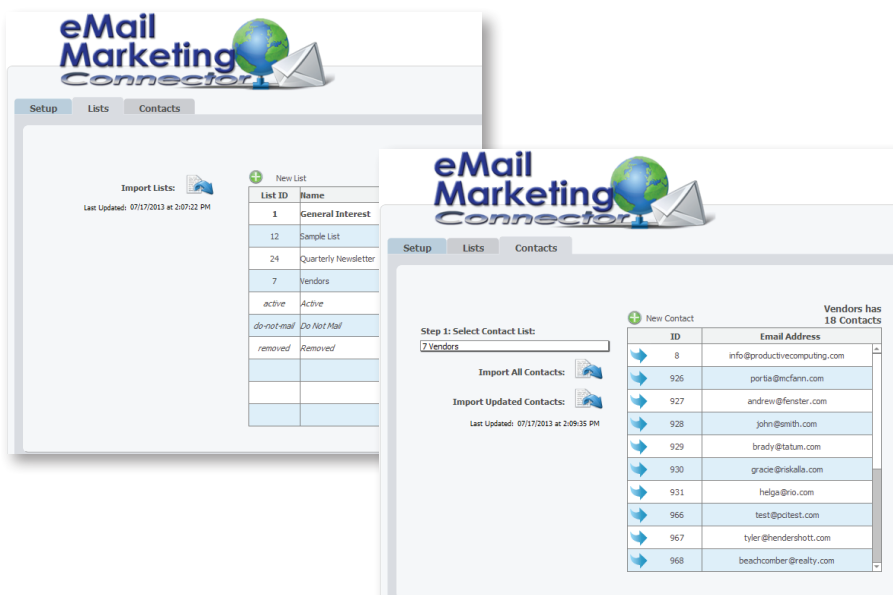 eMail
Marketing
Connector
Setup Lists Contacts
Import Lists:
Last Updated: 07/17/2013 at 2:07:22 PM
New List
List ID Name
1 General Interest
12 Sample List
24 Quarterly Newsletter
7 Vendors
active Active
do-not-mail Do Not Mail
removed Removed
eMail
Marketing
Connector
Setup Lists Contacts
Step 1: Select Contact List:
7 Vendors
Import All Contacts:
Import Updated Contacts:
Last Updated: 07/17/2013 at 2:09:35 PM
New Contact
Vendors has
18 Contacts
ID Email Address
8 info@productivecomputing.com
926 portia@mcfann.com
927 andrew@fenster.com
928 john@smith.com
929 brady@tatum.com
930 gracie@riskalla.com
931 helga@rio.com
966 test@pcitest.com
967 tyler@hendershott.com
968 beachcomber@realty.com